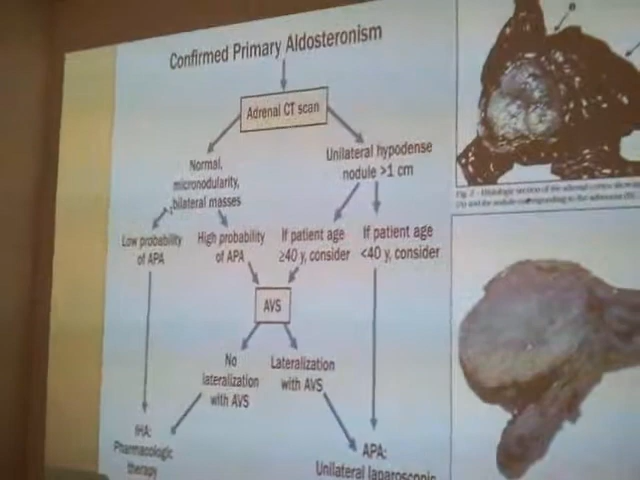 Confirmed Primary Aldosteronism
Adrenal CT scan
Normal,
micronodularity,
bilateral masses
Unilateral hypodense
nodule >1 cm
Low probability
of APA
High probability
of APA
If patient age
≥40 y, consider
If patient age
<40 y, consider
AVS
No
lateralization
with AVS
Lateralization
with AVS
IHA:
Pharmacologic
therapy
APA:
Unilateral laparoscopic